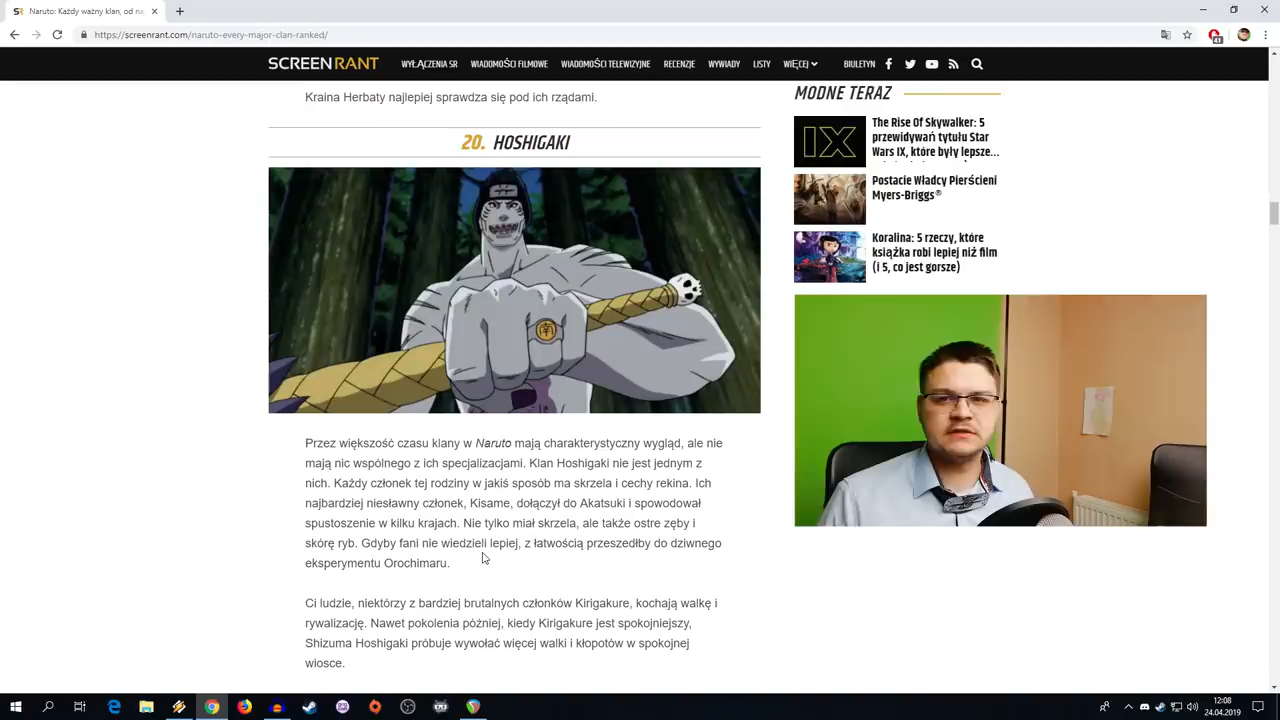 Naruto: Każdy ważny klan, od na
https://screenrant.com/naruto-every-major-clan-ranked/
41
SCREENRANT
WYŁĄCZENIA SR
WIADOMOŚCI FILMOWE
WIADOMOŚCI TELEWIZYJNE
RECENZJE
WYWIADY
LISTY
WIĘCEJ
BIULETYN
Kraina Herbaty najlepiej sprawdza się pod ich rządami.
20. HOSHIGAKI
南
Przez większość czasu klany w Naruto mają charakterystyczny wygląd, ale nie
mają nic wspólnego z ich specjalizacjami. Klan Hoshigaki nie jest jednym z
nich. Każdy członek tej rodziny w jakiś sposób ma skrzela i cechy rekina. Ich
najbardziej niesławny członek, Kisame, dołączył do Akatsuki i spowodował
spustoszenie w kilku krajach. Nie tylko miał skrzela, ale także ostre zęby i
skórę ryb. Gdyby fani nie wiedzieli lepiej, z łatwością przeszedłby do dziwnego
eksperymentu Orochimaru.
Ci ludzie, niektórzy z bardziej brutalnych członków Kirigakure, kochają walkę i
rywalizację. Nawet pokolenia później, kiedy Kirigakure jest spokojniejszy,
Shizuma Hoshigaki próbuje wywołać więcej walki i kłopotów w spokojnej
wiosce.
MODNE TERAZ
IX
The Rise Of Skywalker: 5
przewidywań tytułu Star
Wars IX, które były lepsze...
Postacie Władcy Pierścieni
Myers-Briggs®
Koralina: 5 rzeczy, które
książka robi lepiej niż film
(i 5, co jest gorsze)
12:08
24.04.2019